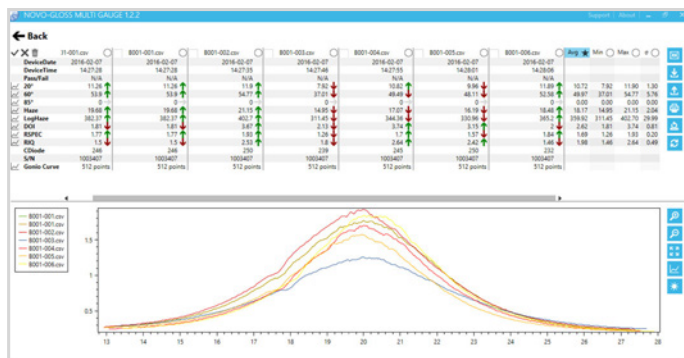 NOVO-GLOSS MULTI GAUGE 1.2.2 Support About
Back
J1-001.csv B001-001.csv B001-002.csv B001-003.csv B001-004.csv B001-005.csv B001-006.csv Avg Min Max σ
DeviceDate 2016-02-07 2016-02-07 2016-02-07 2016-02-07 2016-02-07 2016-02-07 2016-02-07
DeviceTime 14:27:28 14:27:28 14:27:35 14:27:46 14:27:55 14:28:01 14:28:06
Pass/Fail N/A N/A N/A N/A N/A N/A N/A
20° 11.26 11.26 11.9 7.92 10.82 9.96 11.89 10.72 7.92 11.90 1.30
60° 53.9 53.9 54.77 37.01 49.49 48.11 52.58 49.97 37.01 54.77 5.76
85° 0 0 0 0 0 0 0 0.00 0.00 0.00 0.00
Haze 19.68 19.68 21.15 14.95 17.07 16.19 18.48 18.17 14.95 21.15 2.04
LogHaze 382.37 382.37 402.7 311.45 344.36 330.96 365.2 359.92 311.45 402.70 29.99
DOI 1.81 1.81 3.67 2.13 3.74 3.15 2 2.62 1.81 3.74 0.81
RSPEC 1.77 1.77 1.93 1.26 1.7 1.57 1.84 1.69 1.26 1.93 0.20
RIQ 1.5 1.5 2.53 1.8 2.64 2.42 1.46 1.98 1.46 2.64 0.49
CDiode 246 246 250 239 245 250 232
S/N 1003407 1003407 1003407 1003407 1003407 1003407 1003407
Gonio Curve 512 points 512 points 512 points 512 points 512 points 512 points 512 points
B001-001.csv
B001-001.csv
B001-002.csv
B001-003.csv
B001-004.csv
B001-005.csv
B001-006.csv
1.5
1
0.5
13 14 15 16 17 18 19 20 21 22 23 24 25 26 27 28